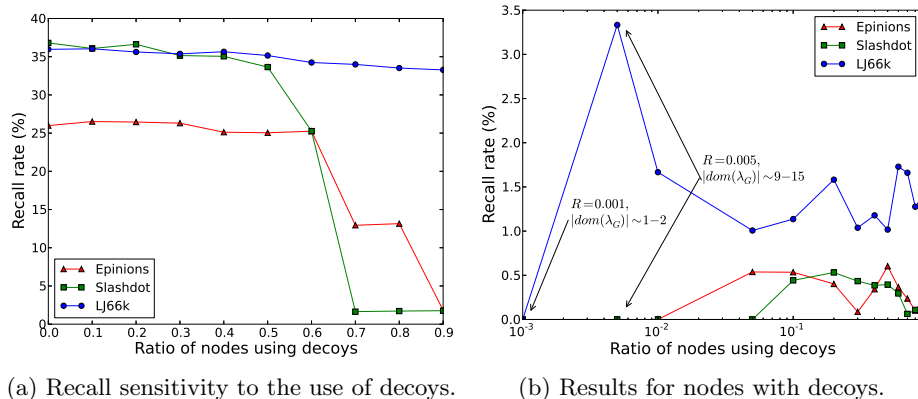 40
35
30
25
20
15
10
5
0
Recall rate (%)
0.0 0.1 0.2 0.3 0.4 0.5 0.6 0.7 0.8 0.9
Ratio of nodes using decoys
Epinions
Slashdot
LJ66k
(a) Recall sensitivity to the use of decoys.
3.5
3.0
2.5
2.0
1.5
1.0
0.5
0.0
Recall rate (%)
10⁻³ 10⁻² 10⁻¹
Ratio of nodes using decoys
Epinions
Slashdot
LJ66k
R=0.005,
|dom(λ_G)|∼9−15
R=0.001,
|dom(λ_G)|∼1−2
(b) Results for nodes with decoys.